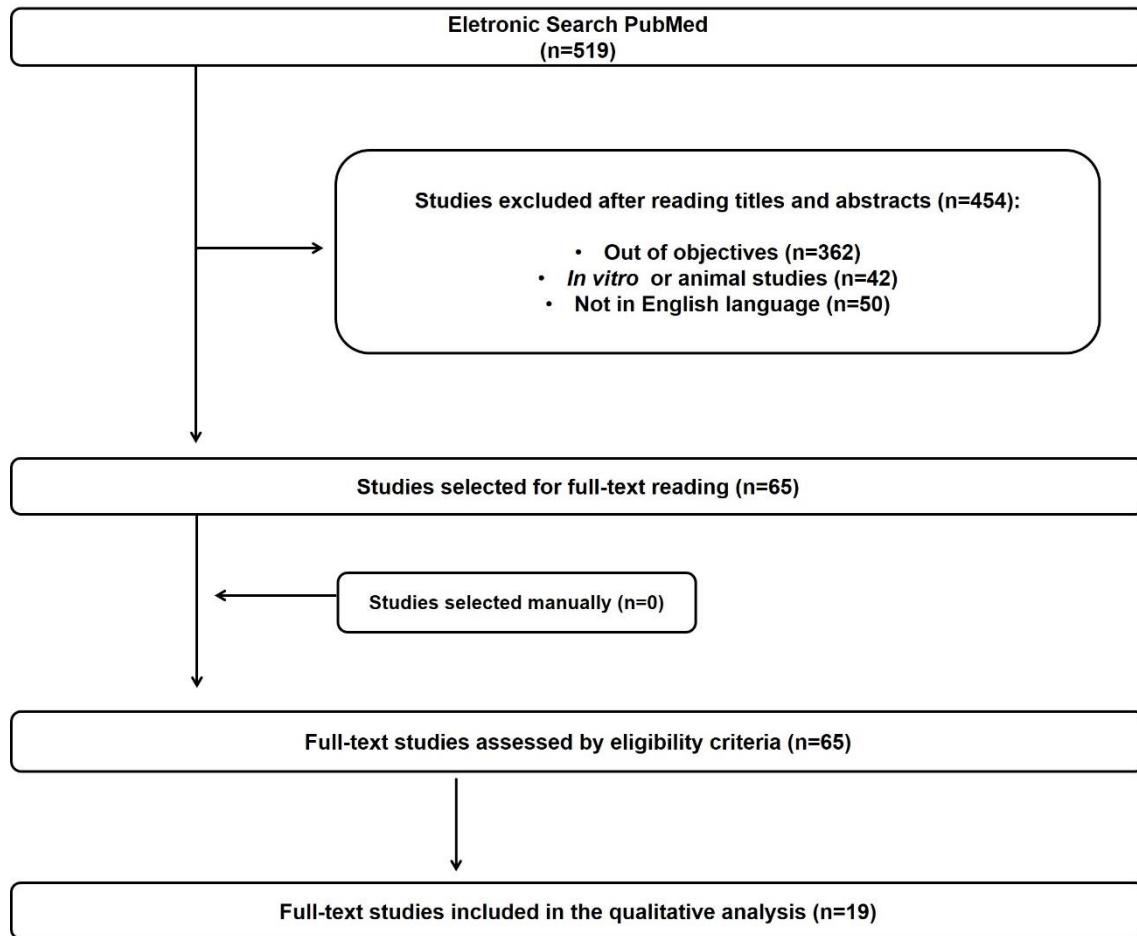 Eletronic Search PubMed
(n=519)
Studies excluded after reading titles and abstracts (n=454):
• Out of objectives (n=362)
• In vitro or animal studies (n=42)
• Not in English language (n=50)
Studies selected for full-text reading (n=65)
Studies selected manually (n=0)
Full-text studies assessed by eligibility criteria (n=65)
Full-text studies included in the qualitative analysis (n=19)